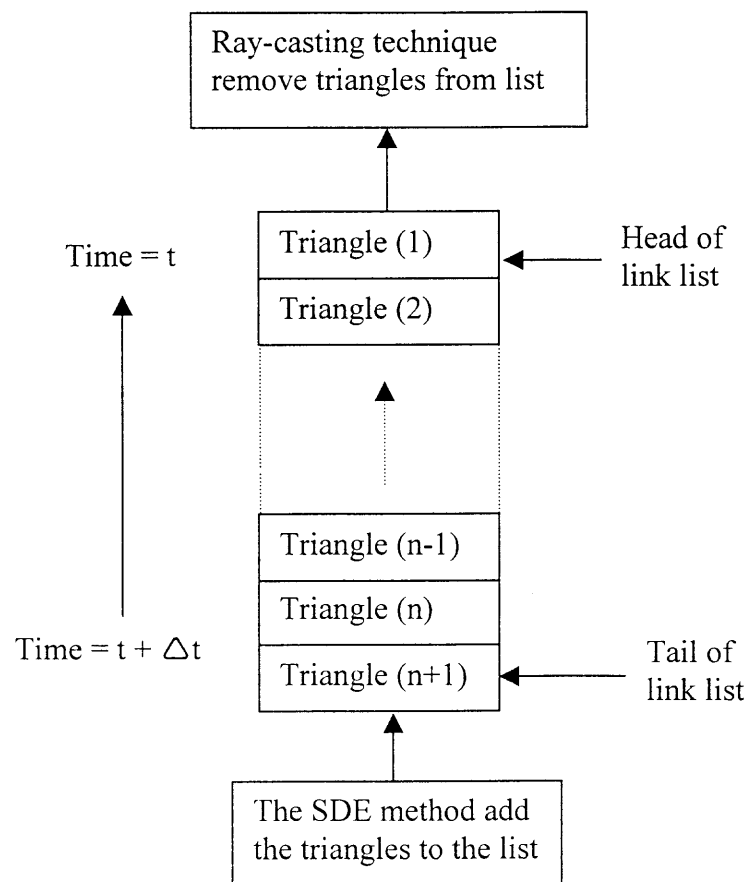 Ray-casting technique
remove triangles from list
Time = t
Triangle (1)
Head of
link list
Triangle (2)
Triangle (n-1)
Triangle (n)
Time = t + △t
Triangle (n+1)
Tail of
link list
The SDE method add
the triangles to the list